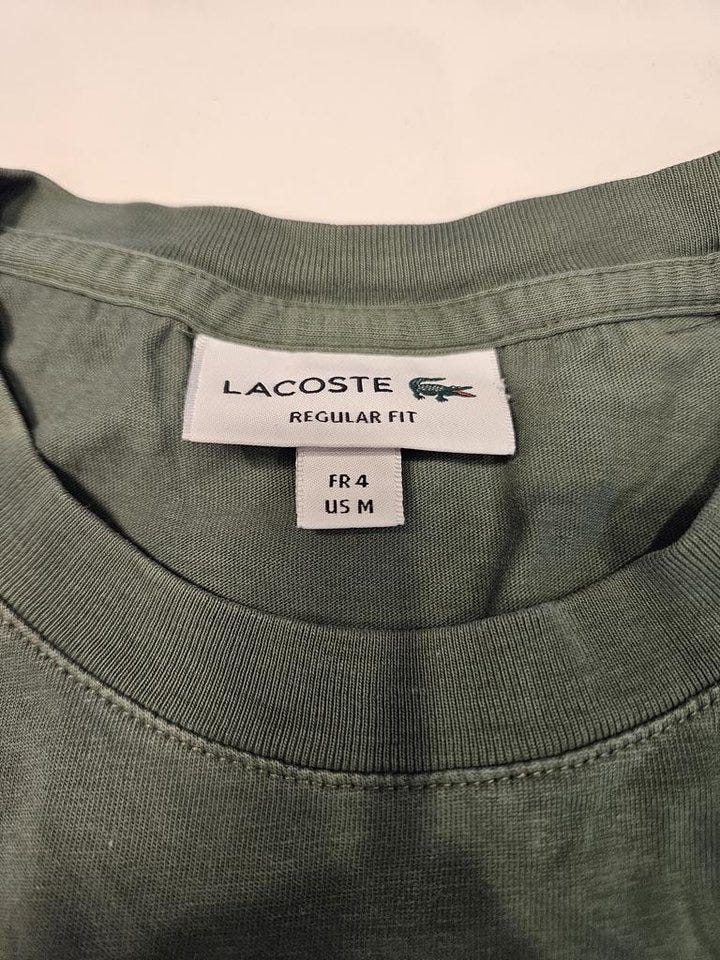 LACOSTE
REGULAR FIT
FR 4
US M